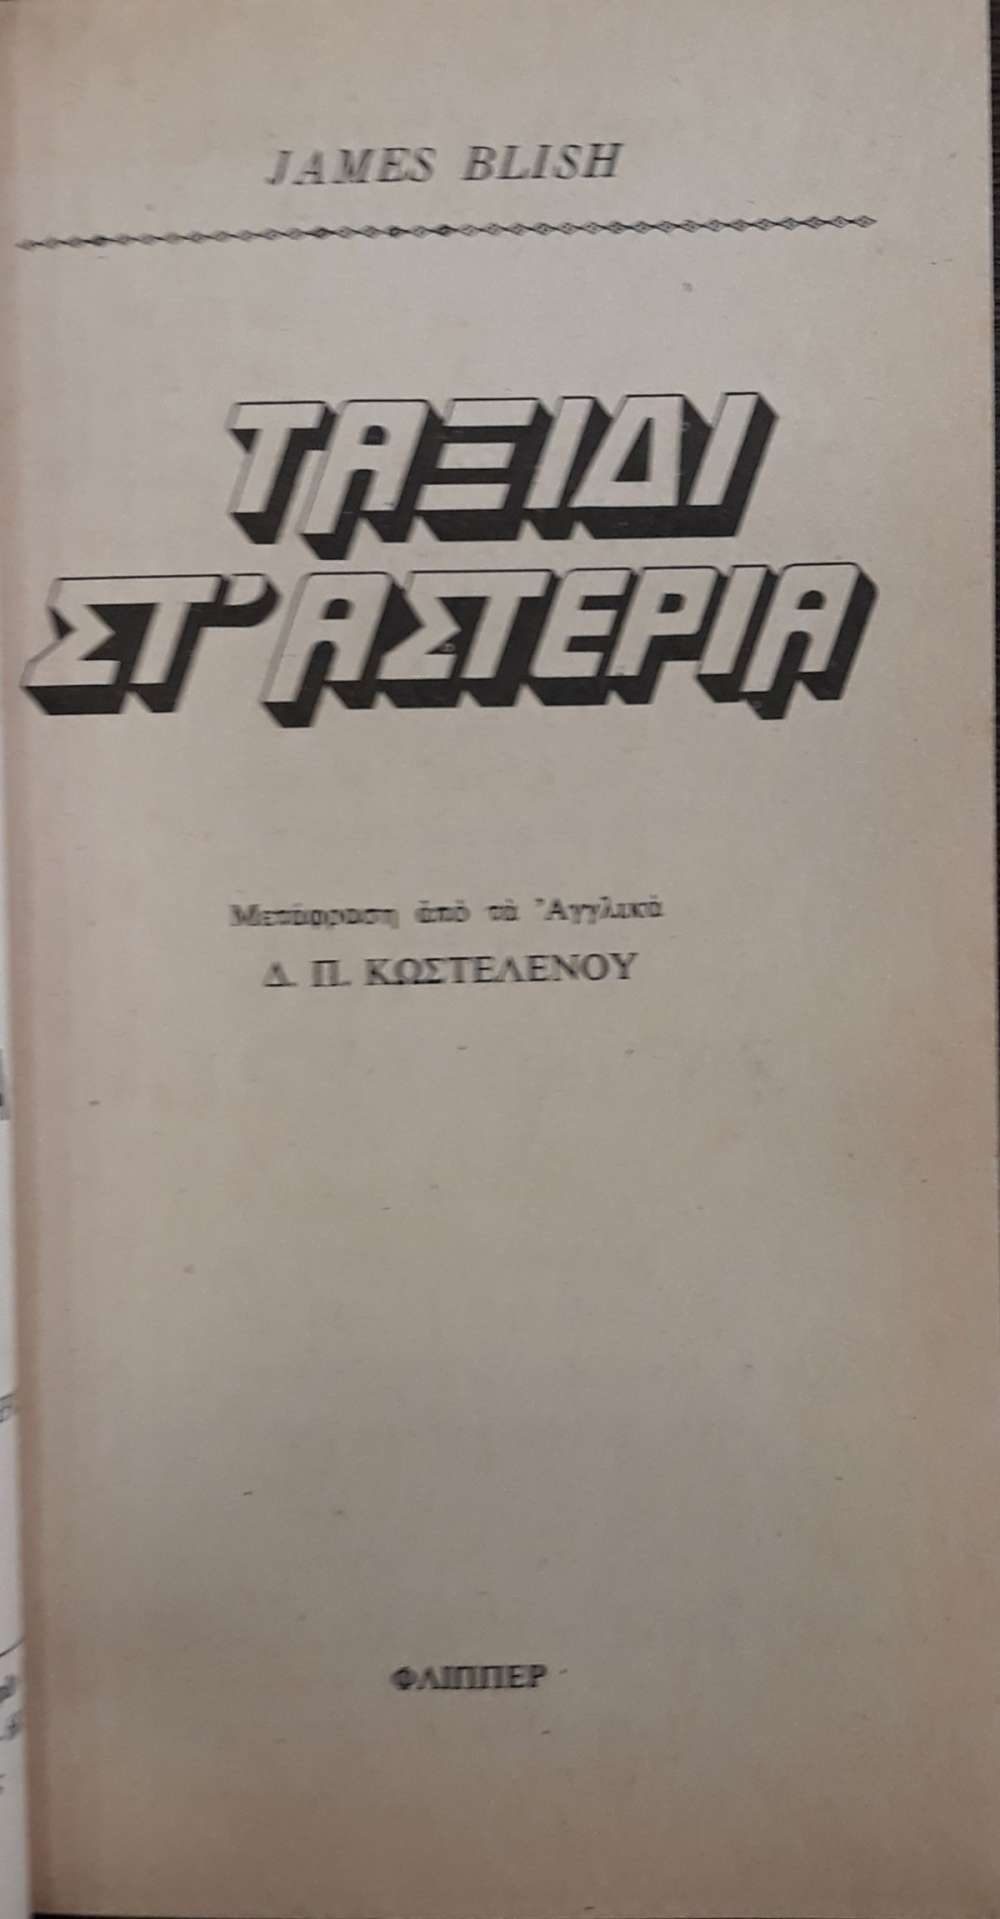 JAMES BLISH
ΤΑΞΙΔΙ
ΣΤ' ΑΣΤΕΡΙΑ
Μετάφραση ἀπὸ τὰ Ἀγγλικὰ
Δ. Π. ΚΩΣΤΕΛΕΝΟΥ
ΦΛΙΠΠΕΡ